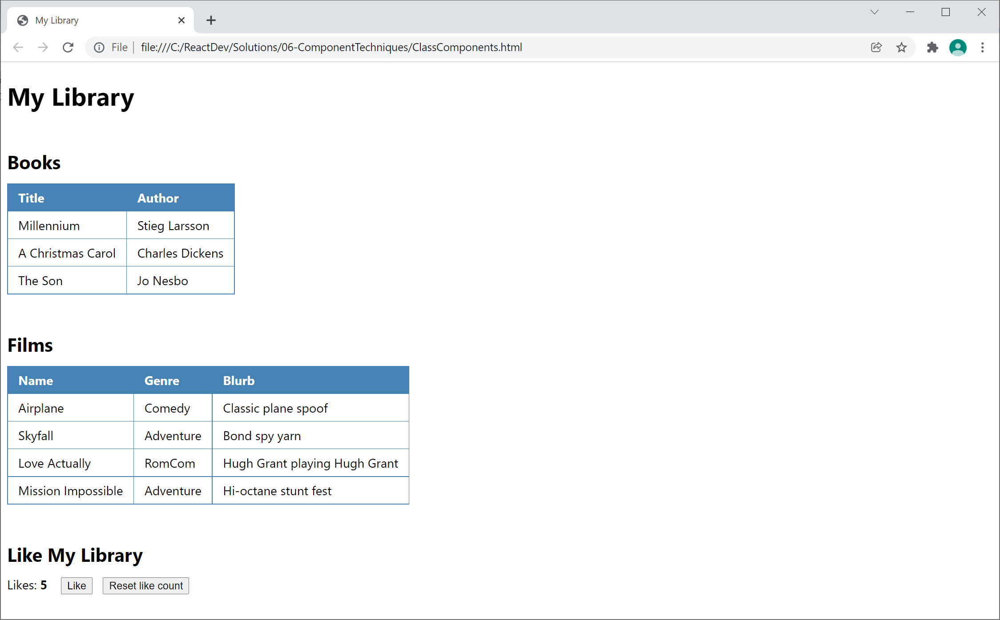 My Library
File
file:///C:/ReactDev/Solutions/06-ComponentTechniques/ClassComponents.html
My Library
Books
Title Author
Millennium Stieg Larsson
A Christmas Carol Charles Dickens
The Son Jo Nesbo
Films
Name Genre Blurb
Airplane Comedy Classic plane spoof
Skyfall Adventure Bond spy yarn
Love Actually RomCom Hugh Grant playing Hugh Grant
Mission Impossible Adventure Hi-octane stunt fest
Like My Library
Likes: 5 Like Reset like count